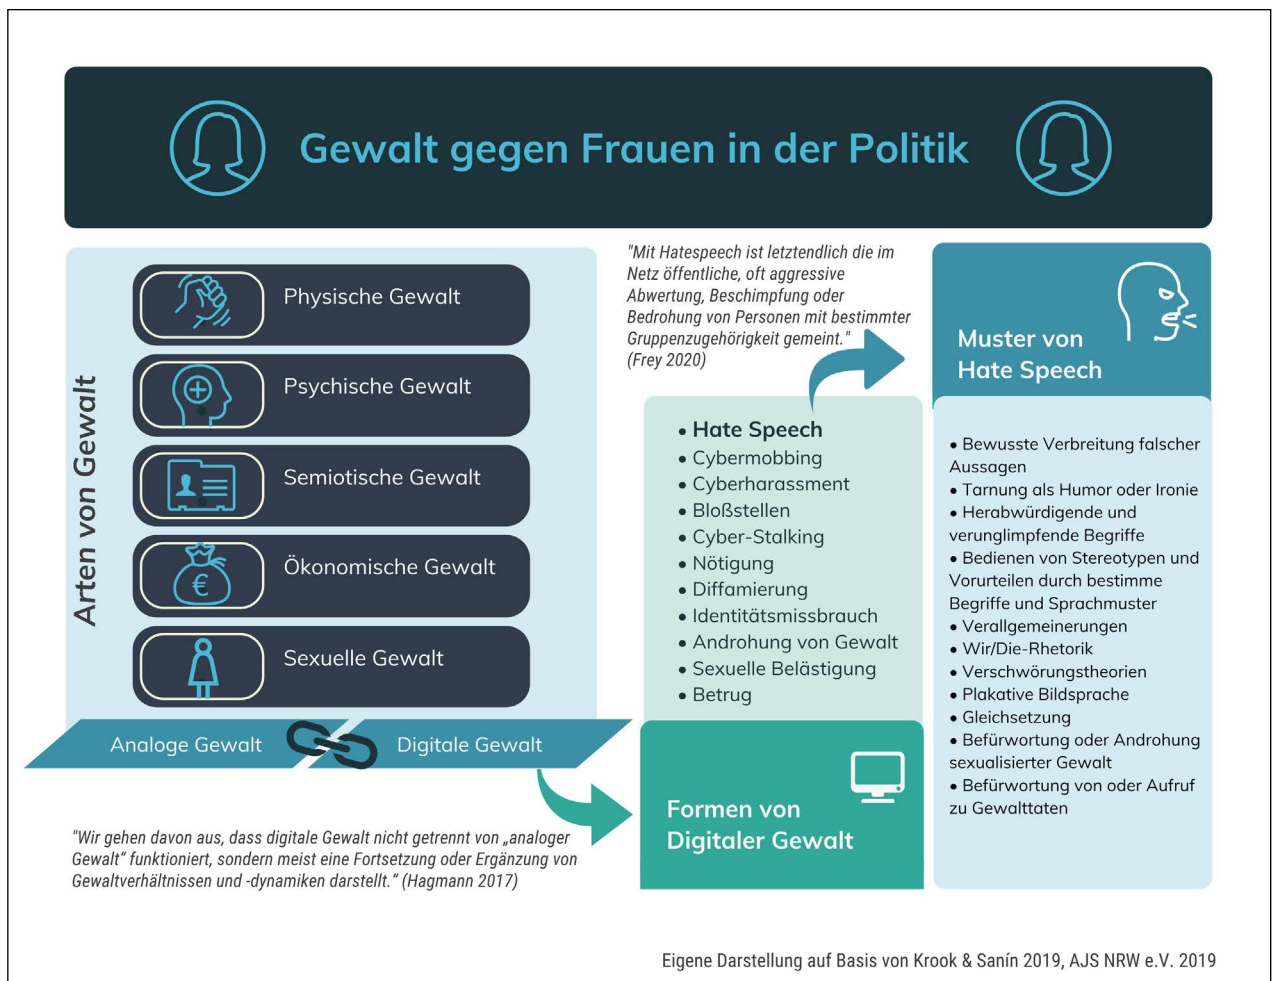 Gewalt gegen Frauen in der Politik
Arten von Gewalt
Physische Gewalt
Psychische Gewalt
Semiotische Gewalt
Ökonomische Gewalt
€
Sexuelle Gewalt
Analoge Gewalt
Digitale Gewalt
"Wir gehen davon aus, dass digitale Gewalt nicht getrennt von „analoger
Gewalt“ funktioniert, sondern meist eine Fortsetzung oder Ergänzung von
Gewaltverhältnissen und -dynamiken darstellt.“ (Hagmann 2017)
"Mit Hatespeech ist letztendlich die im
Netz öffentliche, oft aggressive
Abwertung, Beschimpfung oder
Bedrohung von Personen mit bestimmter
Gruppenzugehörigkeit gemeint."
(Frey 2020)
• Hate Speech
• Cybermobbing
• Cyberharassment
• Bloßstellen
• Cyber-Stalking
• Nötigung
• Diffamierung
• Identitätsmissbrauch
• Androhung von Gewalt
• Sexuelle Belästigung
• Betrug
Formen von
Digitaler Gewalt
Muster von
Hate Speech
• Bewusste Verbreitung falscher
Aussagen
• Tarnung als Humor oder Ironie
• Herabwürdigende und
verunglimpfende Begriffe
• Bedienen von Stereotypen und
Vorurteilen durch bestimme
Begriffe und Sprachmuster
• Verallgemeinerungen
• Wir/Die-Rhetorik
• Verschwörungstheorien
• Plakative Bildsprache
• Gleichsetzung
• Befürwortung oder Androhung
sexualisierter Gewalt
• Befürwortung von oder Aufruf
zu Gewalttaten
Eigene Darstellung auf Basis von Krook & Sanín 2019, AJS NRW e.V. 2019